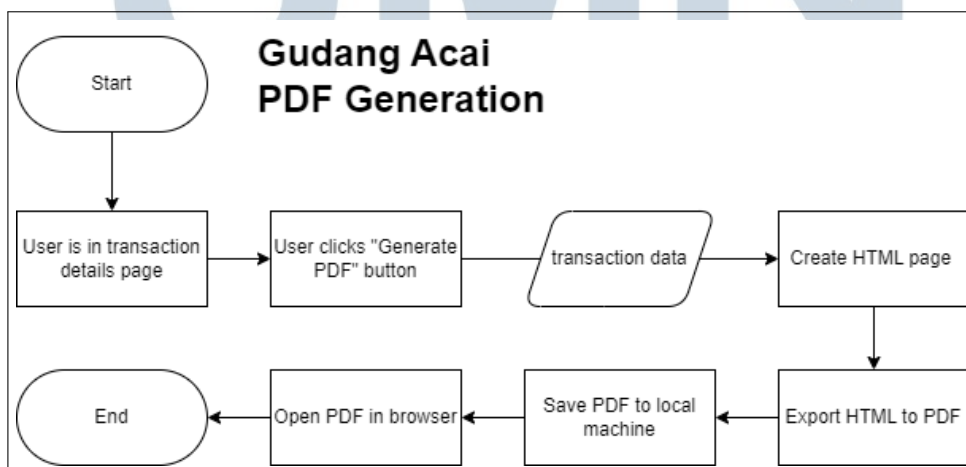 Gudang Acai
PDF Generation
Start
User is in transaction
details page
User clicks "Generate
PDF" button
transaction data
Create HTML page
Export HTML to PDF
Save PDF to local
machine
Open PDF in browser
End